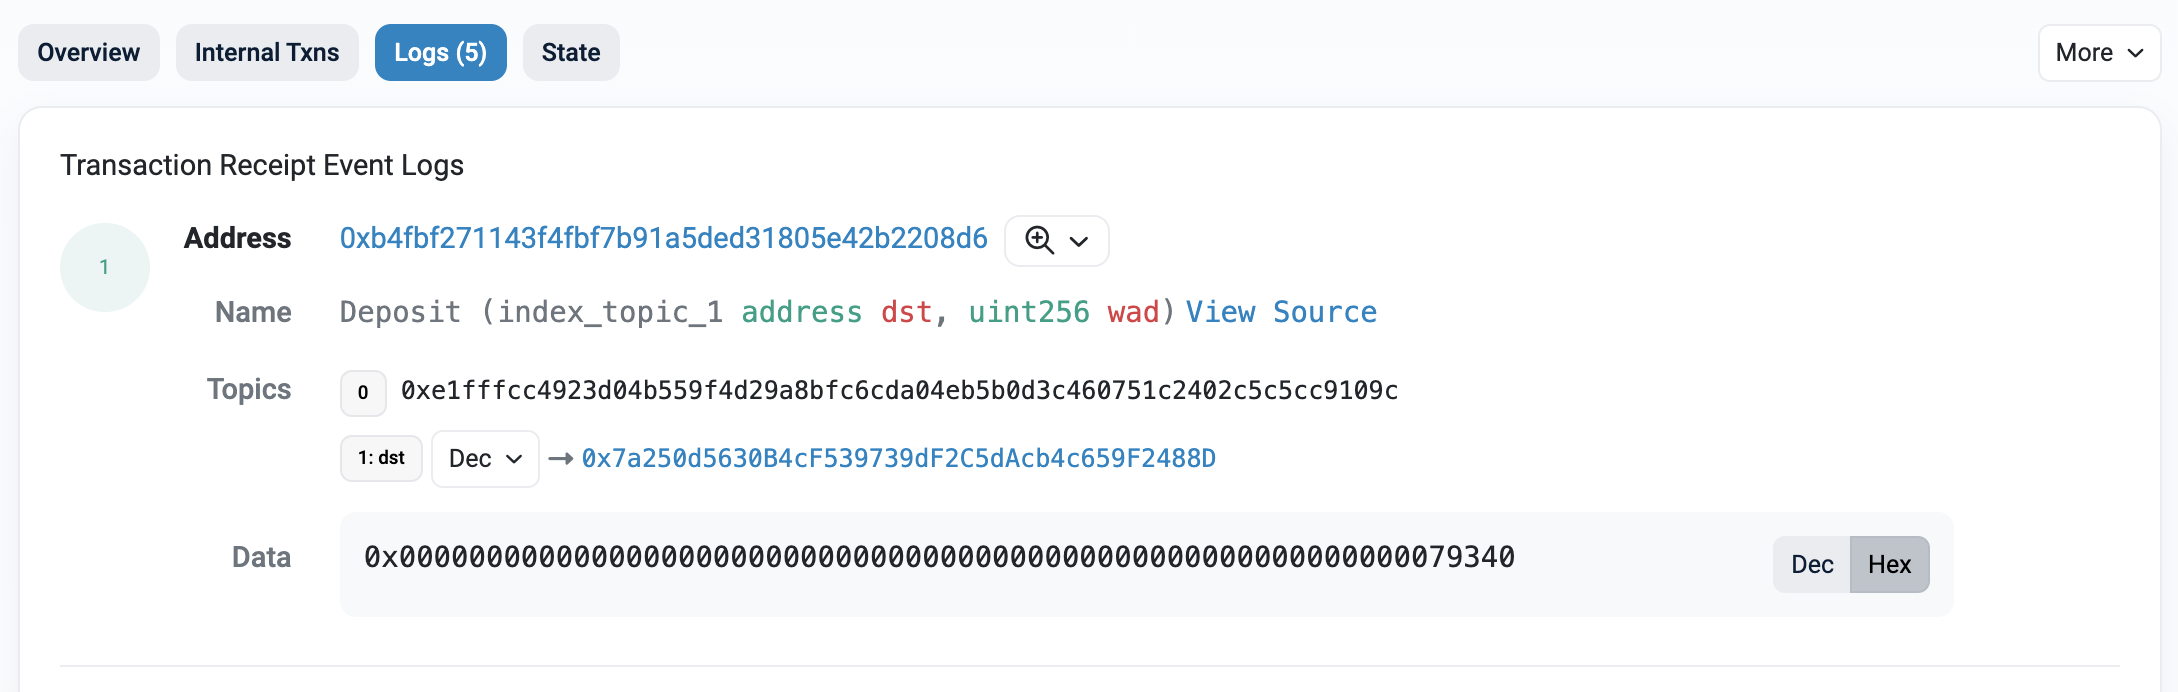 Overview Internal Txns Logs (5) State More
Transaction Receipt Event Logs
1
Address 0xb4fbf271143f4fbf7b91a5ded31805e42b2208d6
Name Deposit (index_topic_1 address dst, uint256 wad) View Source
Topics 0 0xe1fffcc4923d04b559f4d29a8bfc6cda04eb5b0d3c460751c2402c5c5cc9109c
1: dst Dec → 0x7a250d5630B4cF539739dF2C5dAcb4c659F2488D
Data 0x0000000000000000000000000000000000000000000000000000000000079340 Dec Hex